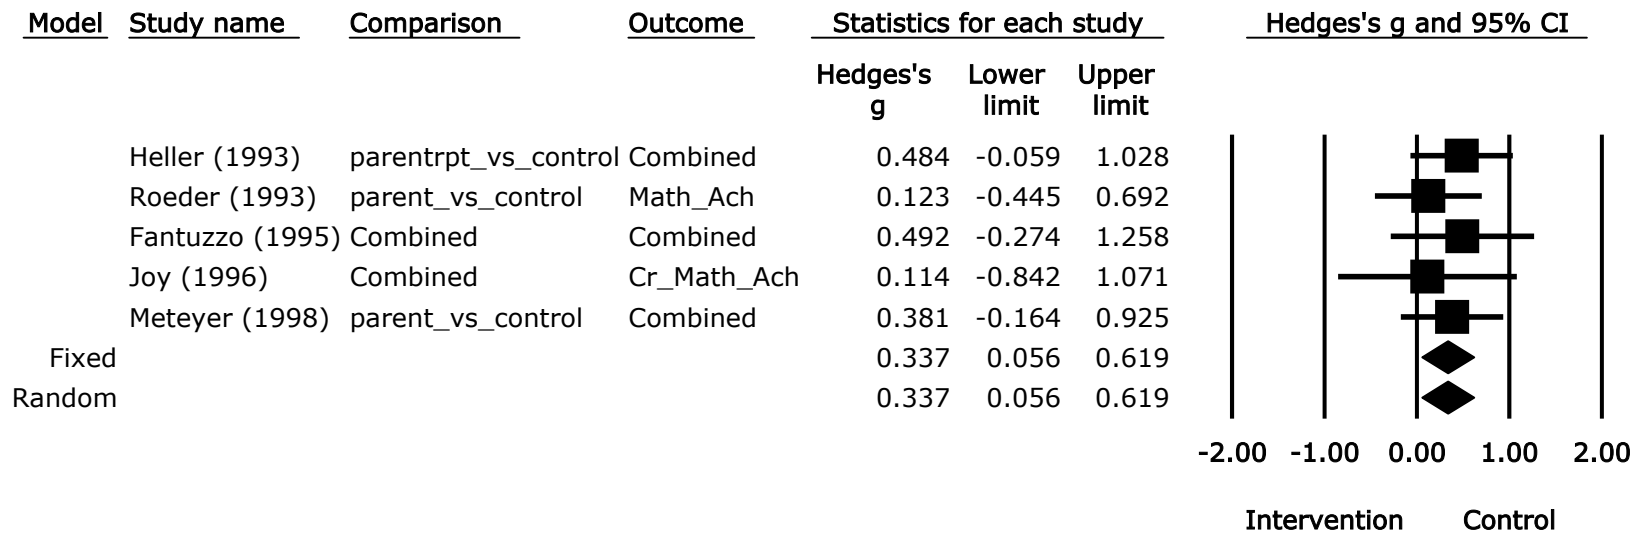 Model Study name Comparison Outcome Statistics for each study Hedges's g and 95% CI
Hedges's Lower Upper
g limit limit
Heller (1993) parentrpt_vs_control Combined 0.484 -0.059 1.028
Roeder (1993) parent_vs_control Math_Ach 0.123 -0.445 0.692
Fantuzzo (1995) Combined Combined 0.492 -0.274 1.258
Joy (1996) Combined Cr_Math_Ach 0.114 -0.842 1.071
Meteyer (1998) parent_vs_control Combined 0.381 -0.164 0.925
Fixed 0.337 0.056 0.619
Random 0.337 0.056 0.619
-2.00 -1.00 0.00 1.00 2.00
Intervention Control